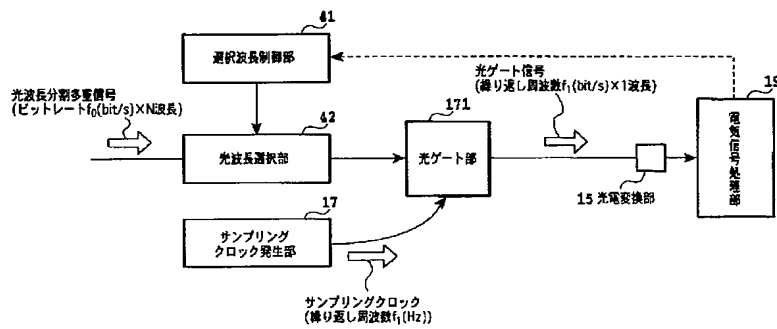 41
選択波長制御部
光波長分割多重信号
(ビットレートf₀(bit/s)×N波長)
42
光波長選択部
17
サンプリング
クロック発生部
サンプリングクロック
(繰り返し周波数f₁(Hz))
171
光ゲート部
光ゲート信号
(繰り返し周波数f₁(bit/s)×1波長)
15 光電変換部
19
電気信号処理部